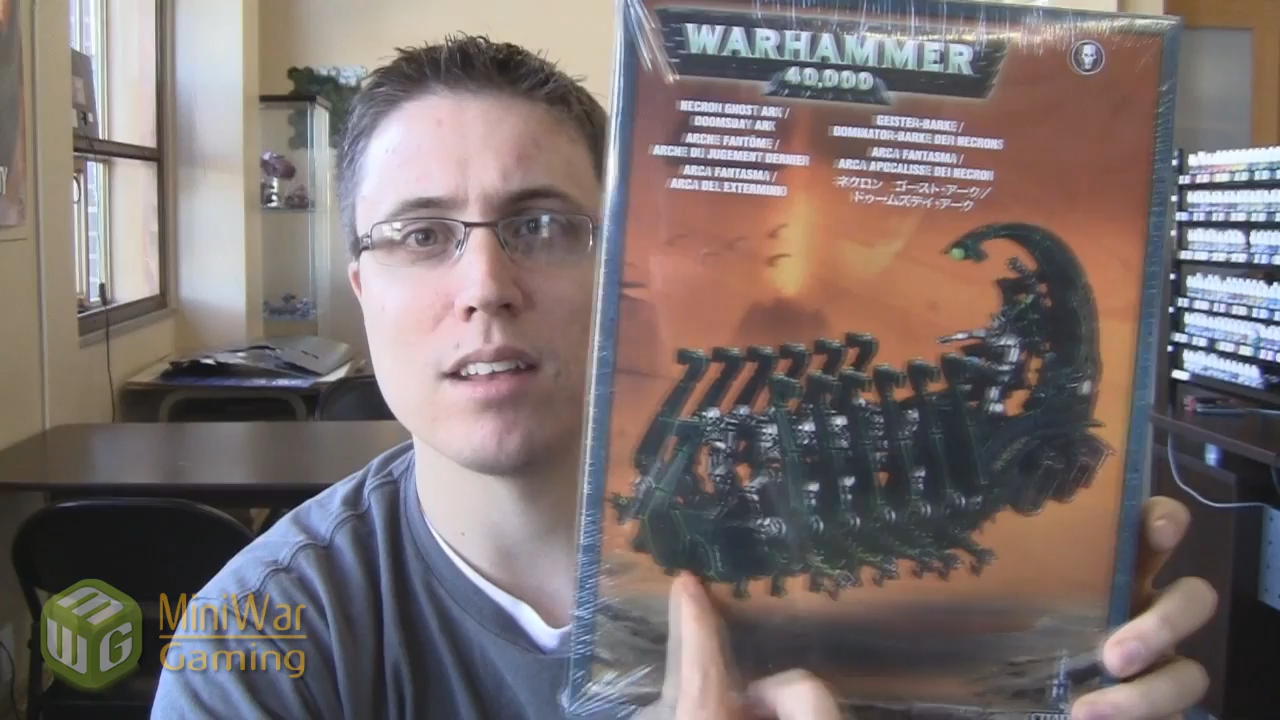 WARHAMMER
40,000
NECRON GHOST ARK /
DOOMSDAY ARK
ARCHE FANTÔME /
ARCHE DU JUGEMENT DERNIER
ARCA FANTASMA /
ARCA DEL EXTERMINIO
GEISTER-BARKE /
DOMINATOR-BARKE DER NECRONS
ARCA FANTASMA /
ARCA APOCALISSE DEI NECRON
ネクロン ゴースト・アーク /
ドゥームズデイ・アーク
MWG
MiniWar
Gaming